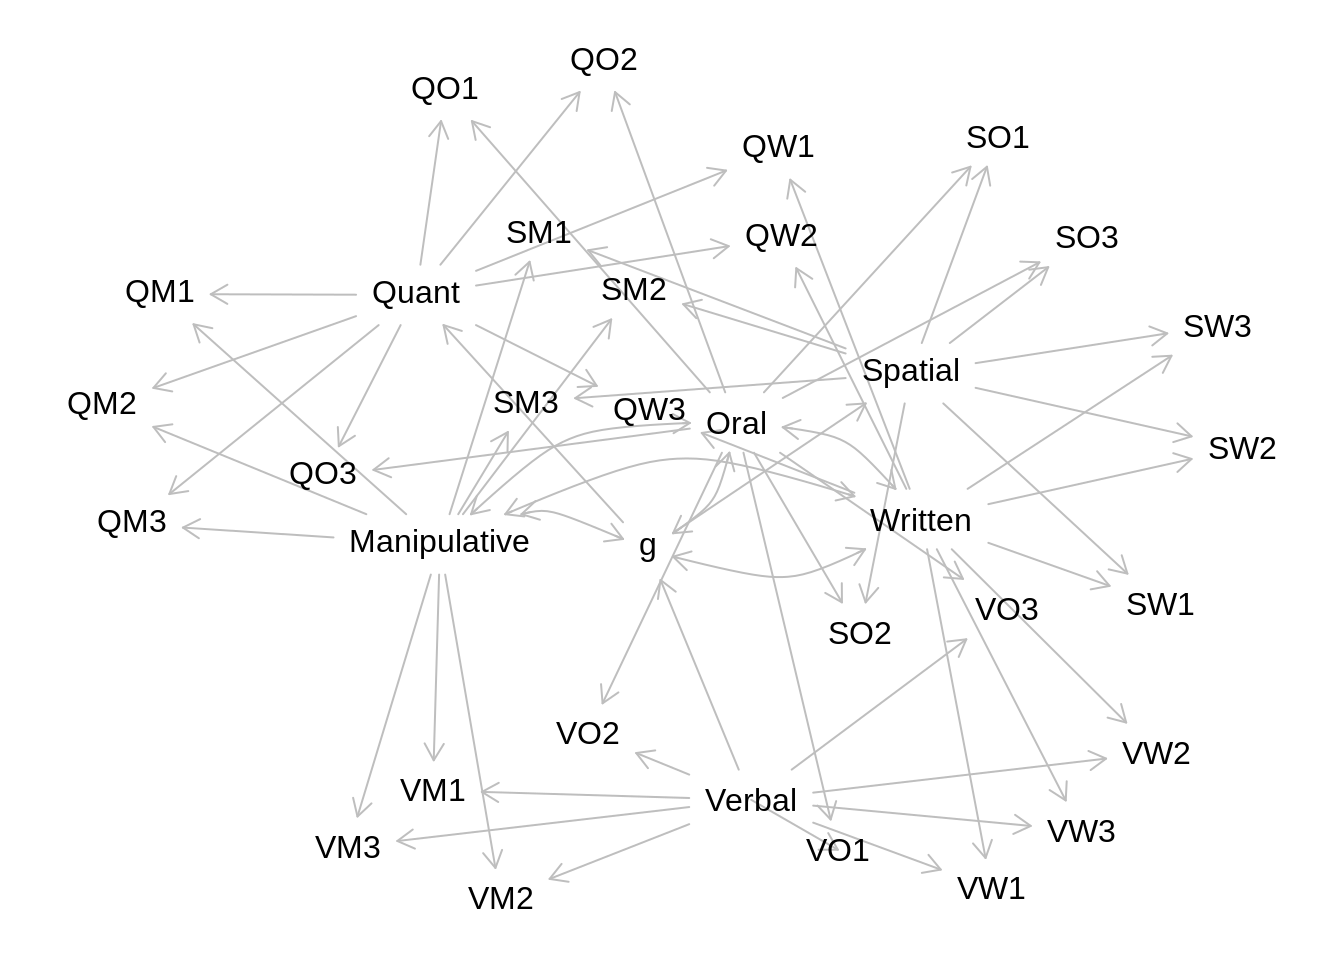 QO2
QO1
SO1
QW1
SM1
QW2
SO3
SM2
QM1
Quant
SW3
Spatial
QM2
SM3
QW3
Oral
SW2
QO3
QM3
Written
Manipulative
g
SW1
VO3
SO2
VO2
VW2
VM1
Verbal
VW3
VM3
VO1
VW1
VM2